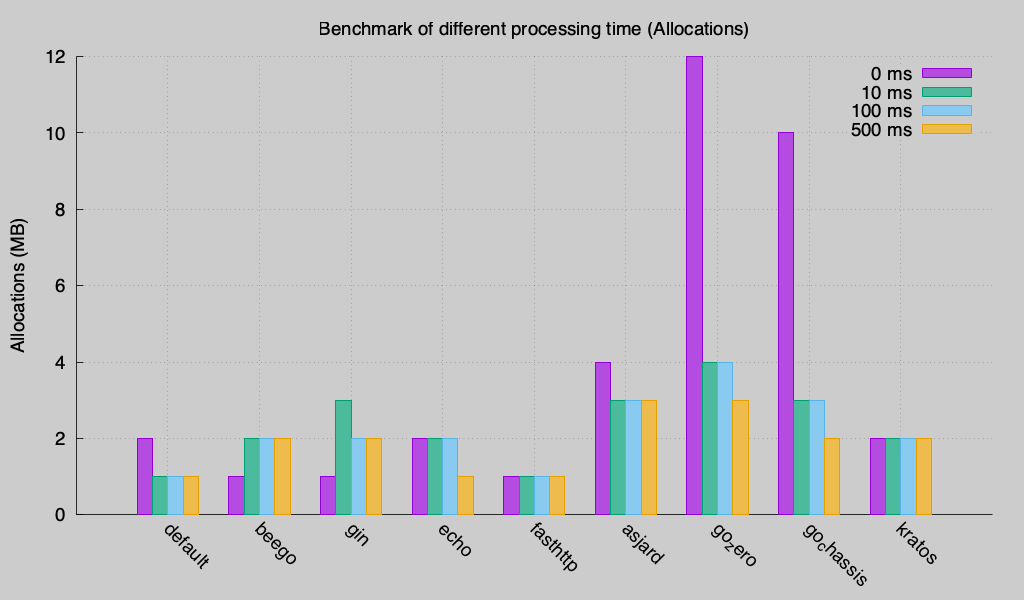 Benchmark of different processing time (Allocations)
Allocations (MB)
12
10
8
6
4
2
0
0 ms
10 ms
100 ms
500 ms
default
beego
gin
echo
fasthttp
asjard
gozero
gochassis
kratos